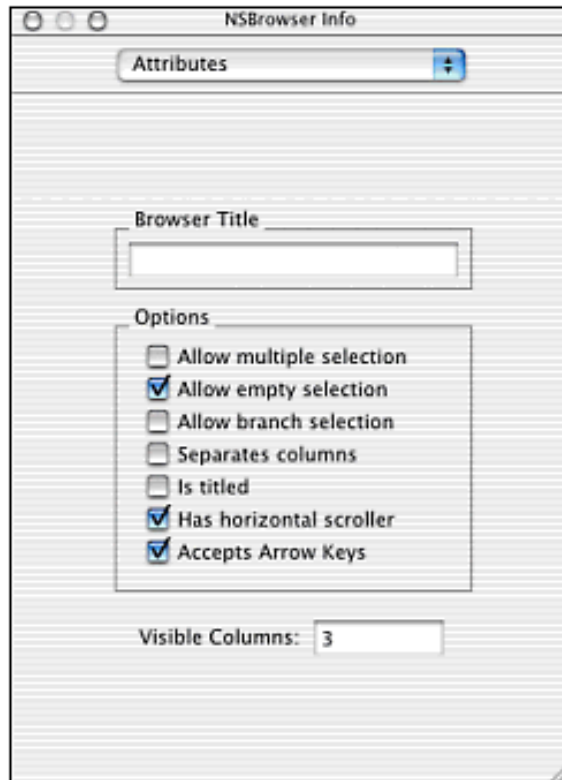 NSBrowser Info
Attributes
Browser Title
Options
Allow multiple selection
Allow empty selection
Allow branch selection
Separates columns
Is titled
Has horizontal scroller
Accepts Arrow Keys
Visible Columns: 3